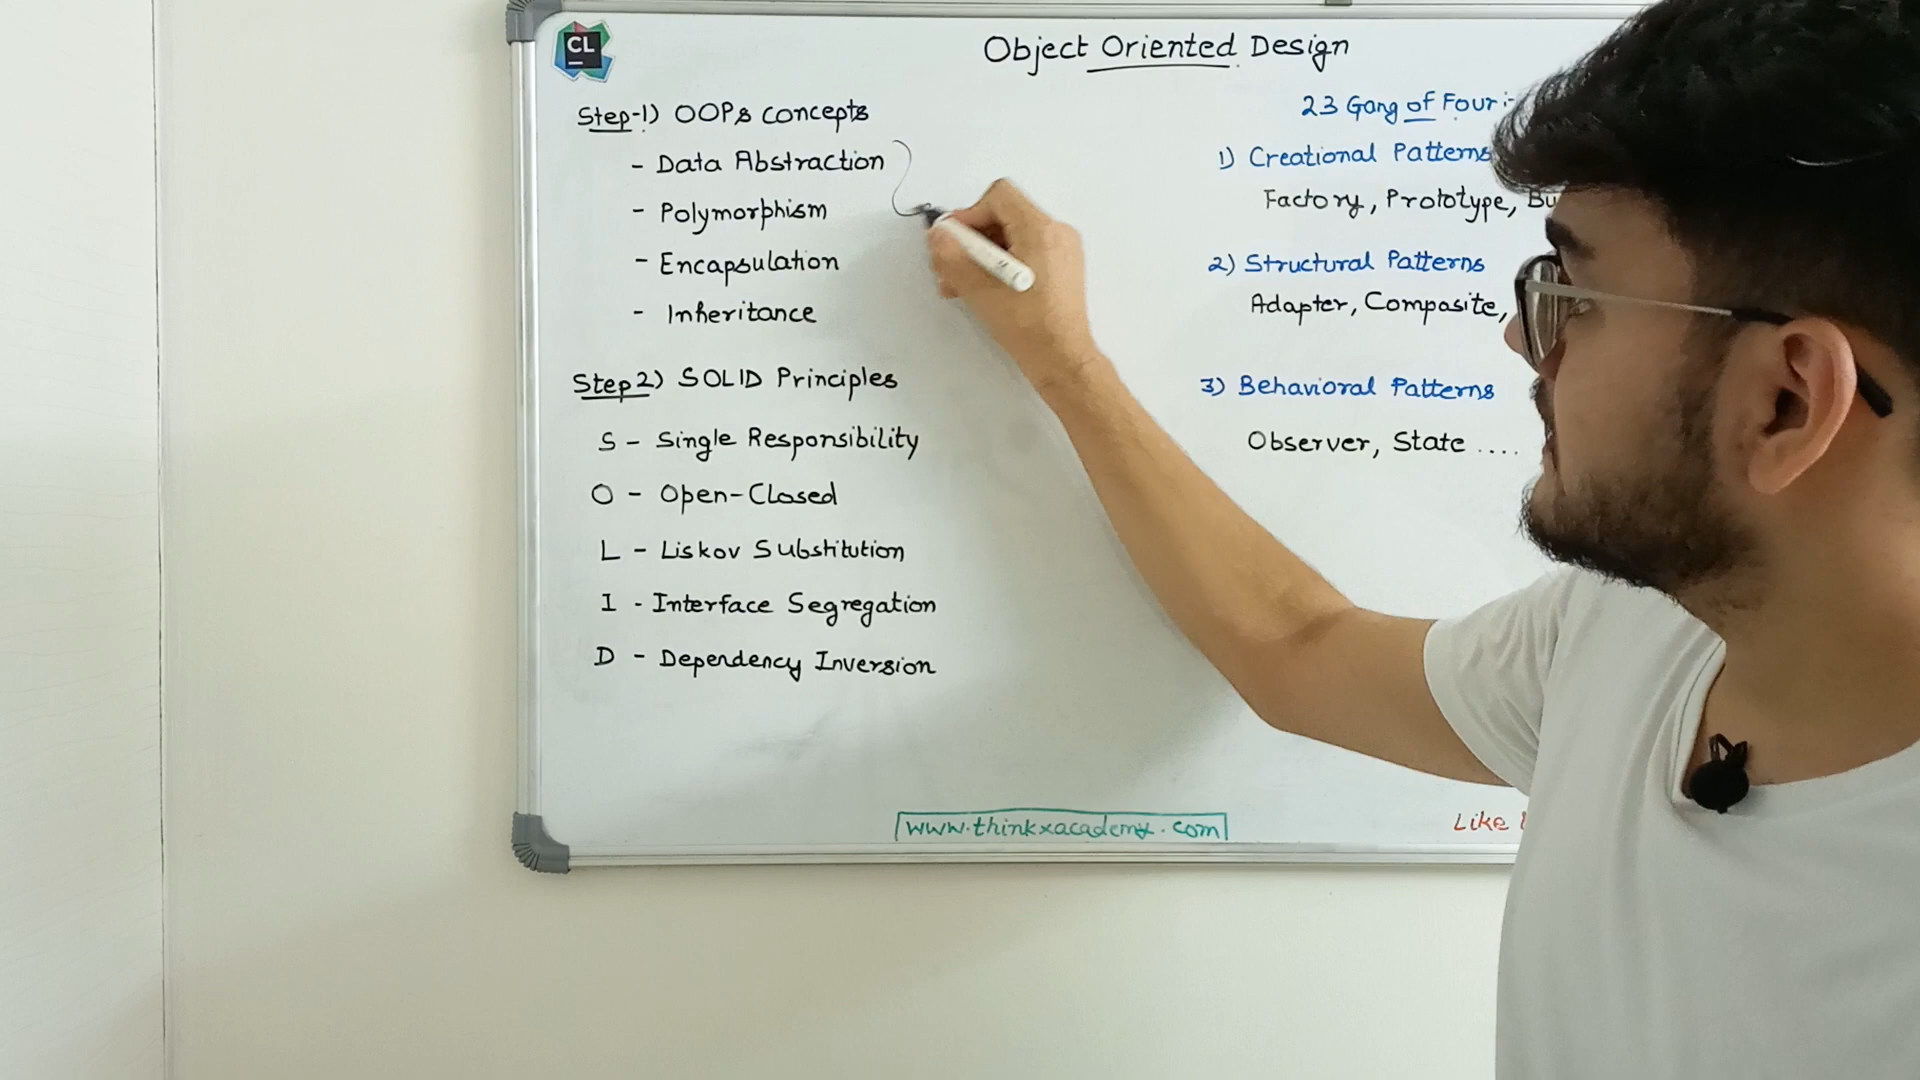 CL
Object Oriented Design
Step-1) OOPs concepts
- Data Abstraction
- Polymorphism
- Encapsulation
- Inheritance
Step 2) SOLID Principles
S - Single Responsibility
O - Open-Closed
L - Liskov Substitution
I - Interface Segregation
D - Dependency Inversion
23 Gang of Four :-
1) Creational Patterns
Factory, Prototype, Bu
2) Structural Patterns
Adapter, Composite,
3) Behavioral Patterns
Observer, State ....
www.thinkxacademy.com
Like